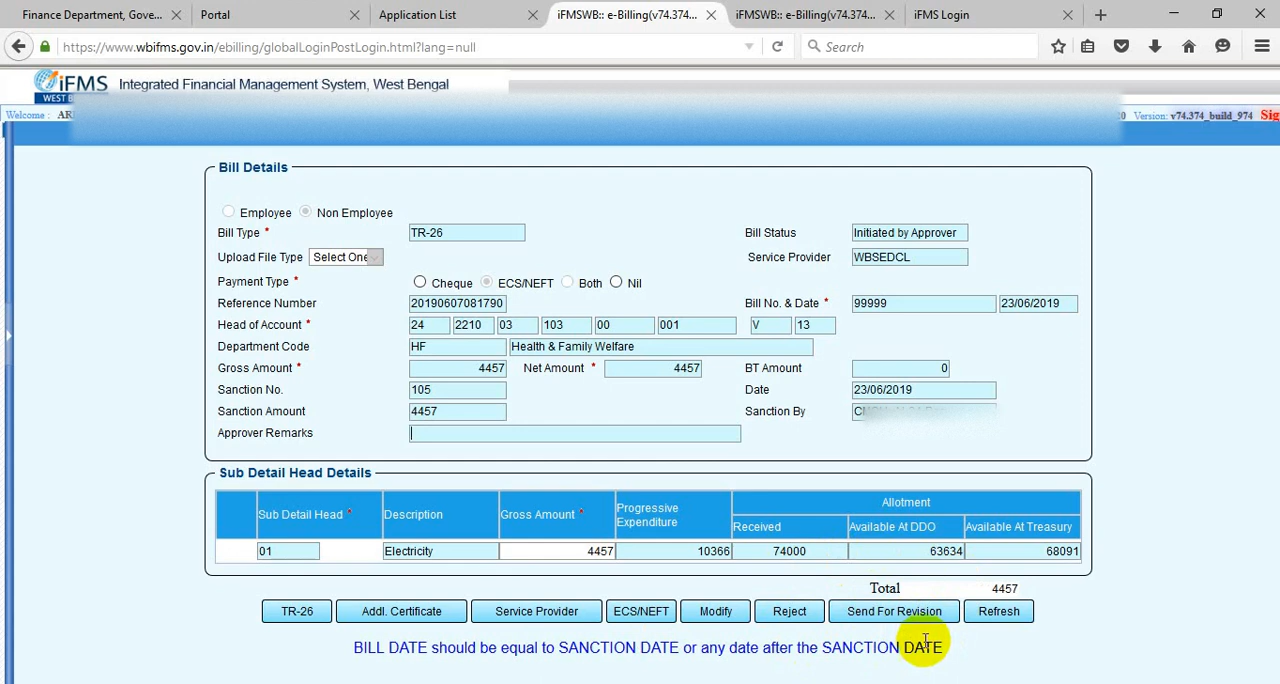 Finance Department, Gove... Portal Application List iFMSWB:: e-Billing(v74.374... iFMSWB:: e-Billing(v74.374... iFMS Login
https://www.wbifms.gov.in/ebilling/globalLoginPostLogin.html?lang=null Search
iFMS Integrated Financial Management System, West Bengal
Welcome : Version: v74.374_build_974
Bill Details
Employee Non Employee
Bill Type * TR-26 Bill Status Initiated by Approver
Upload File Type Select One Service Provider WBSEDCL
Payment Type * Cheque ECS/NEFT Both Nil
Reference Number 20190607081790 Bill No. & Date * 99999 23/06/2019
Head of Account * 24 2210 03 103 00 001 V 13
Department Code HF Health & Family Welfare
Gross Amount * 4457 Net Amount * 4457 BT Amount 0
Sanction No. 105 Date 23/06/2019
Sanction Amount 4457 Sanction By
Approver Remarks
Sub Detail Head Details
Sub Detail Head * Description Gross Amount * Progressive Expenditure Allotment
Received Available At DDO Available At Treasury
01 Electricity 4457 10366 74000 63634 68091
Total 4457
TR-26 Addl. Certificate Service Provider ECS/NEFT Modify Reject Send For Revision Refresh
BILL DATE should be equal to SANCTION DATE or any date after the SANCTION DATE